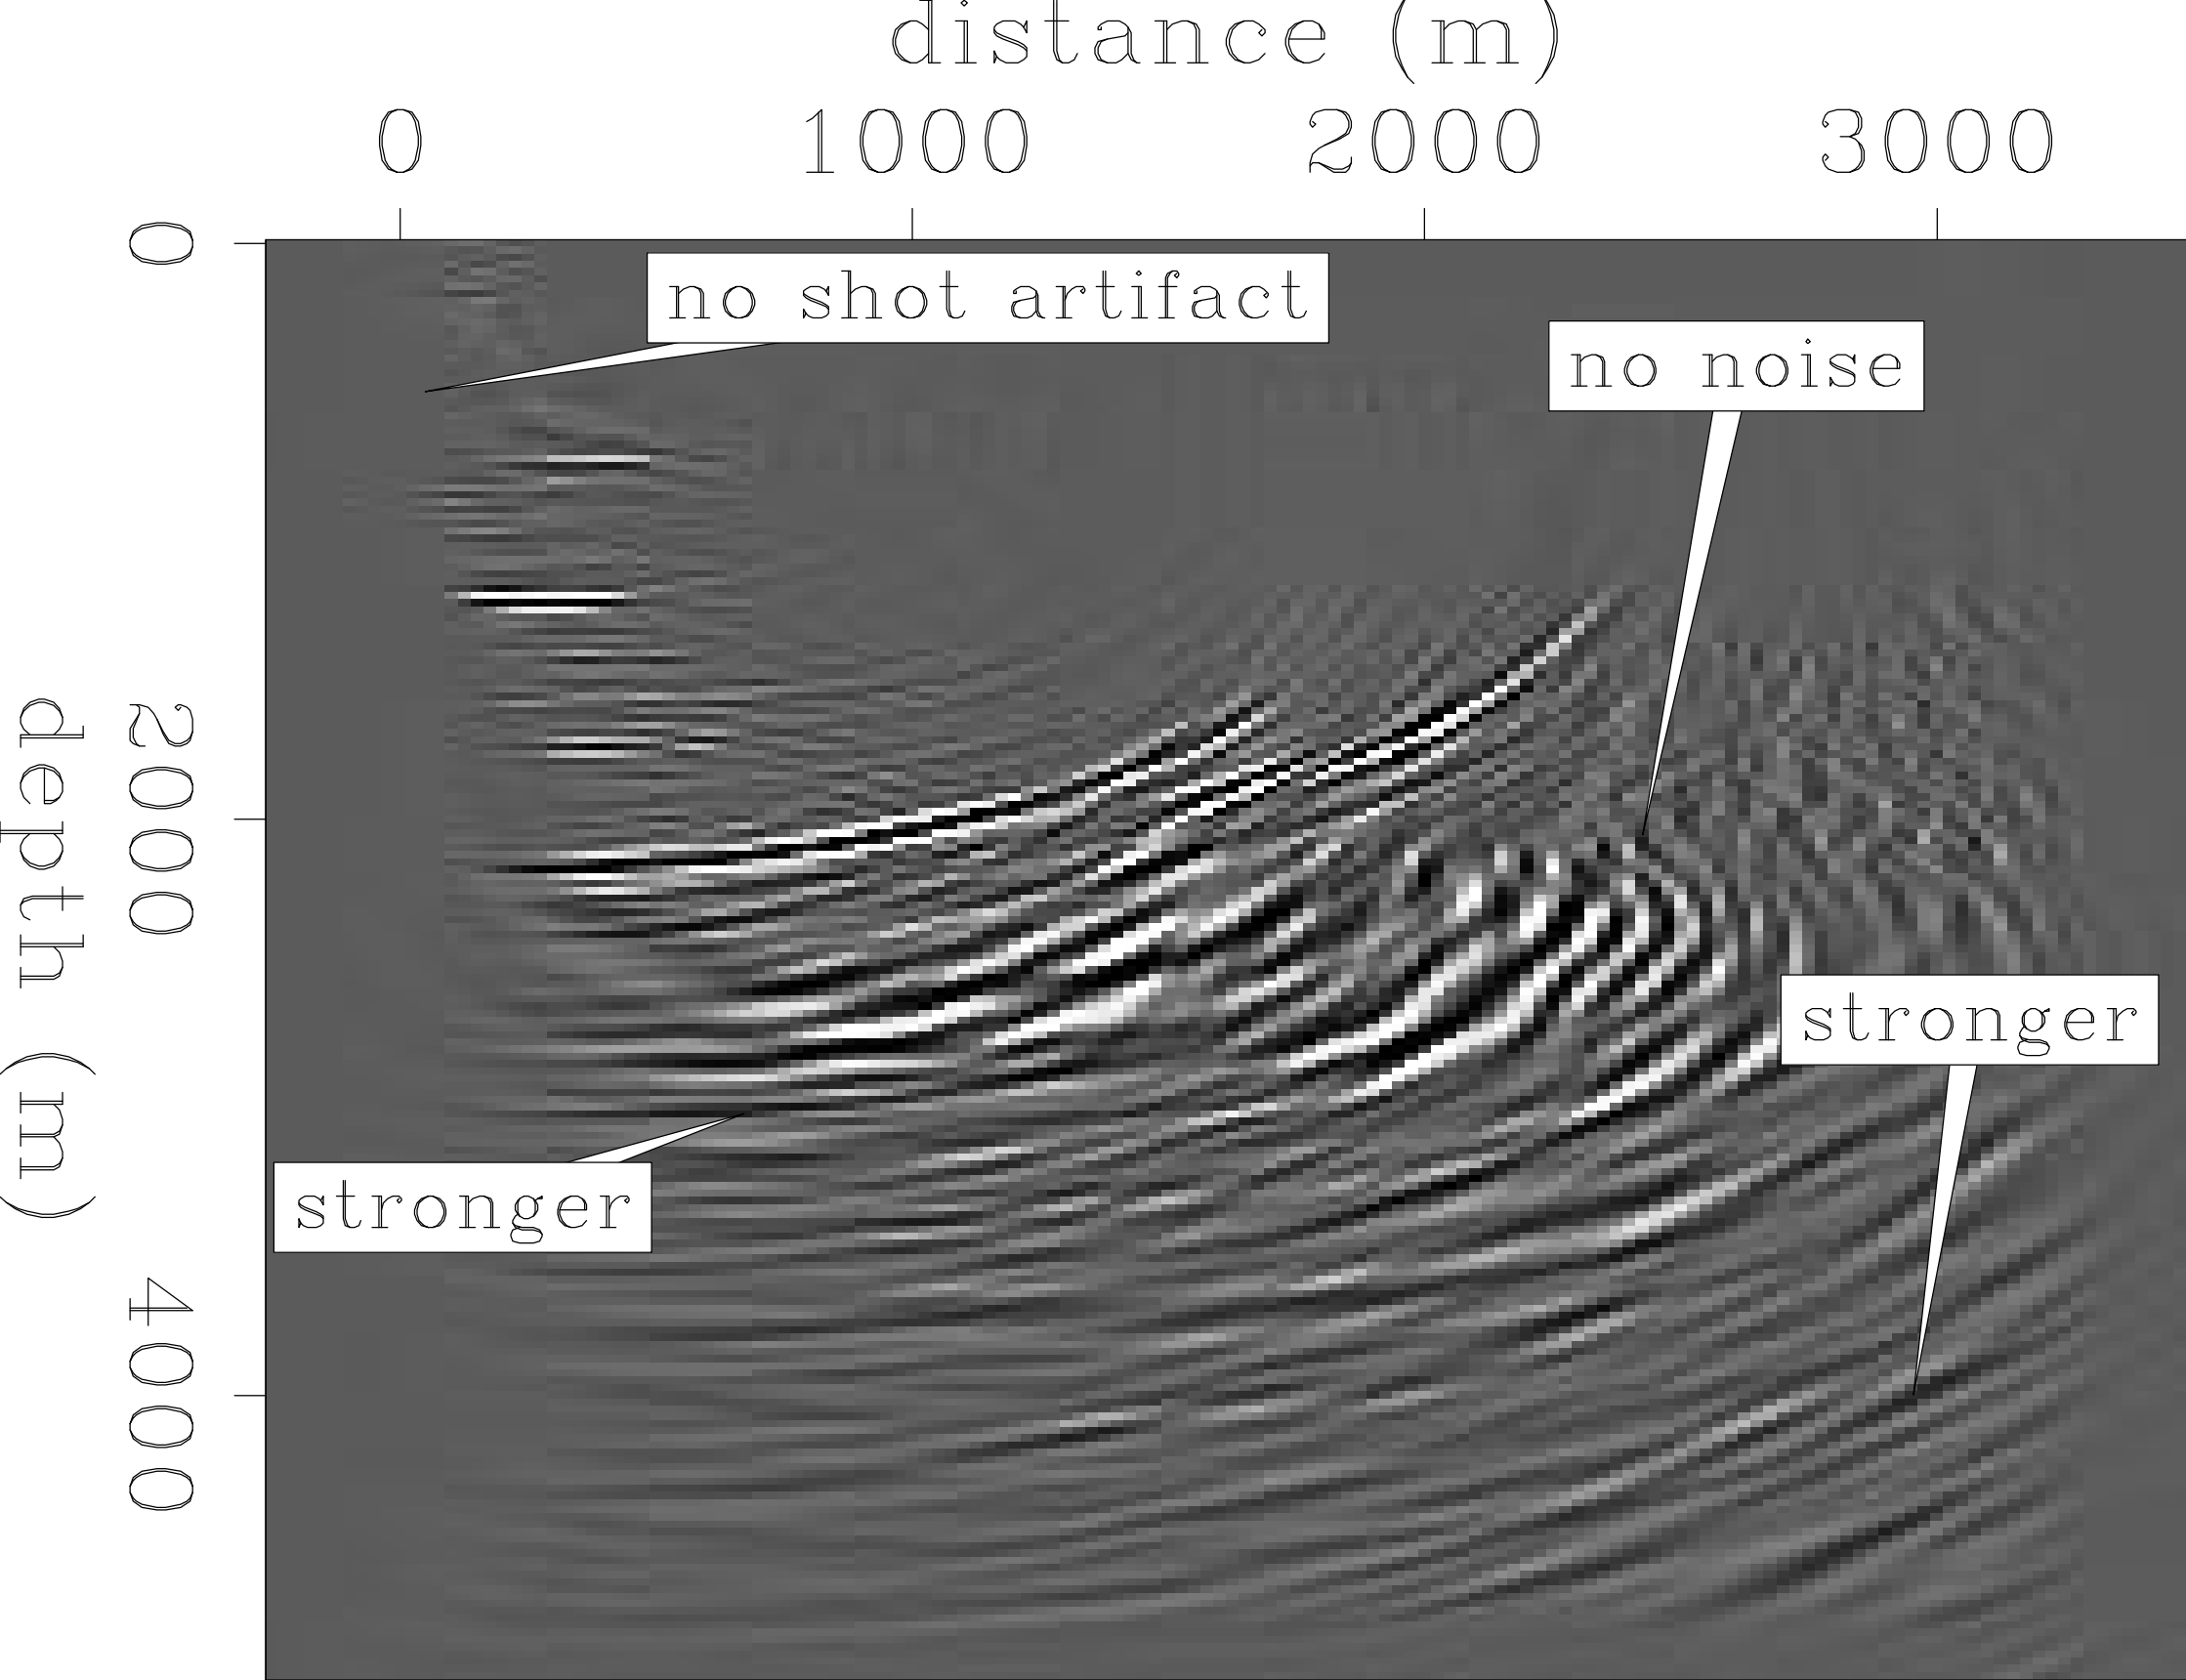 distance (m)
0 1000 2000 3000
0
no shot artifact
no noise
2000
depth (m)
stronger
stronger
4000